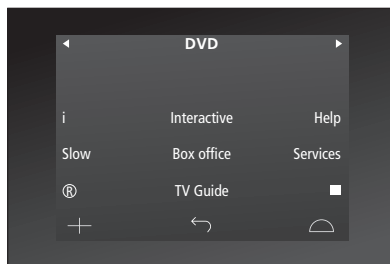 DVD
i Interactive Help
Slow Box office Services
® TV Guide